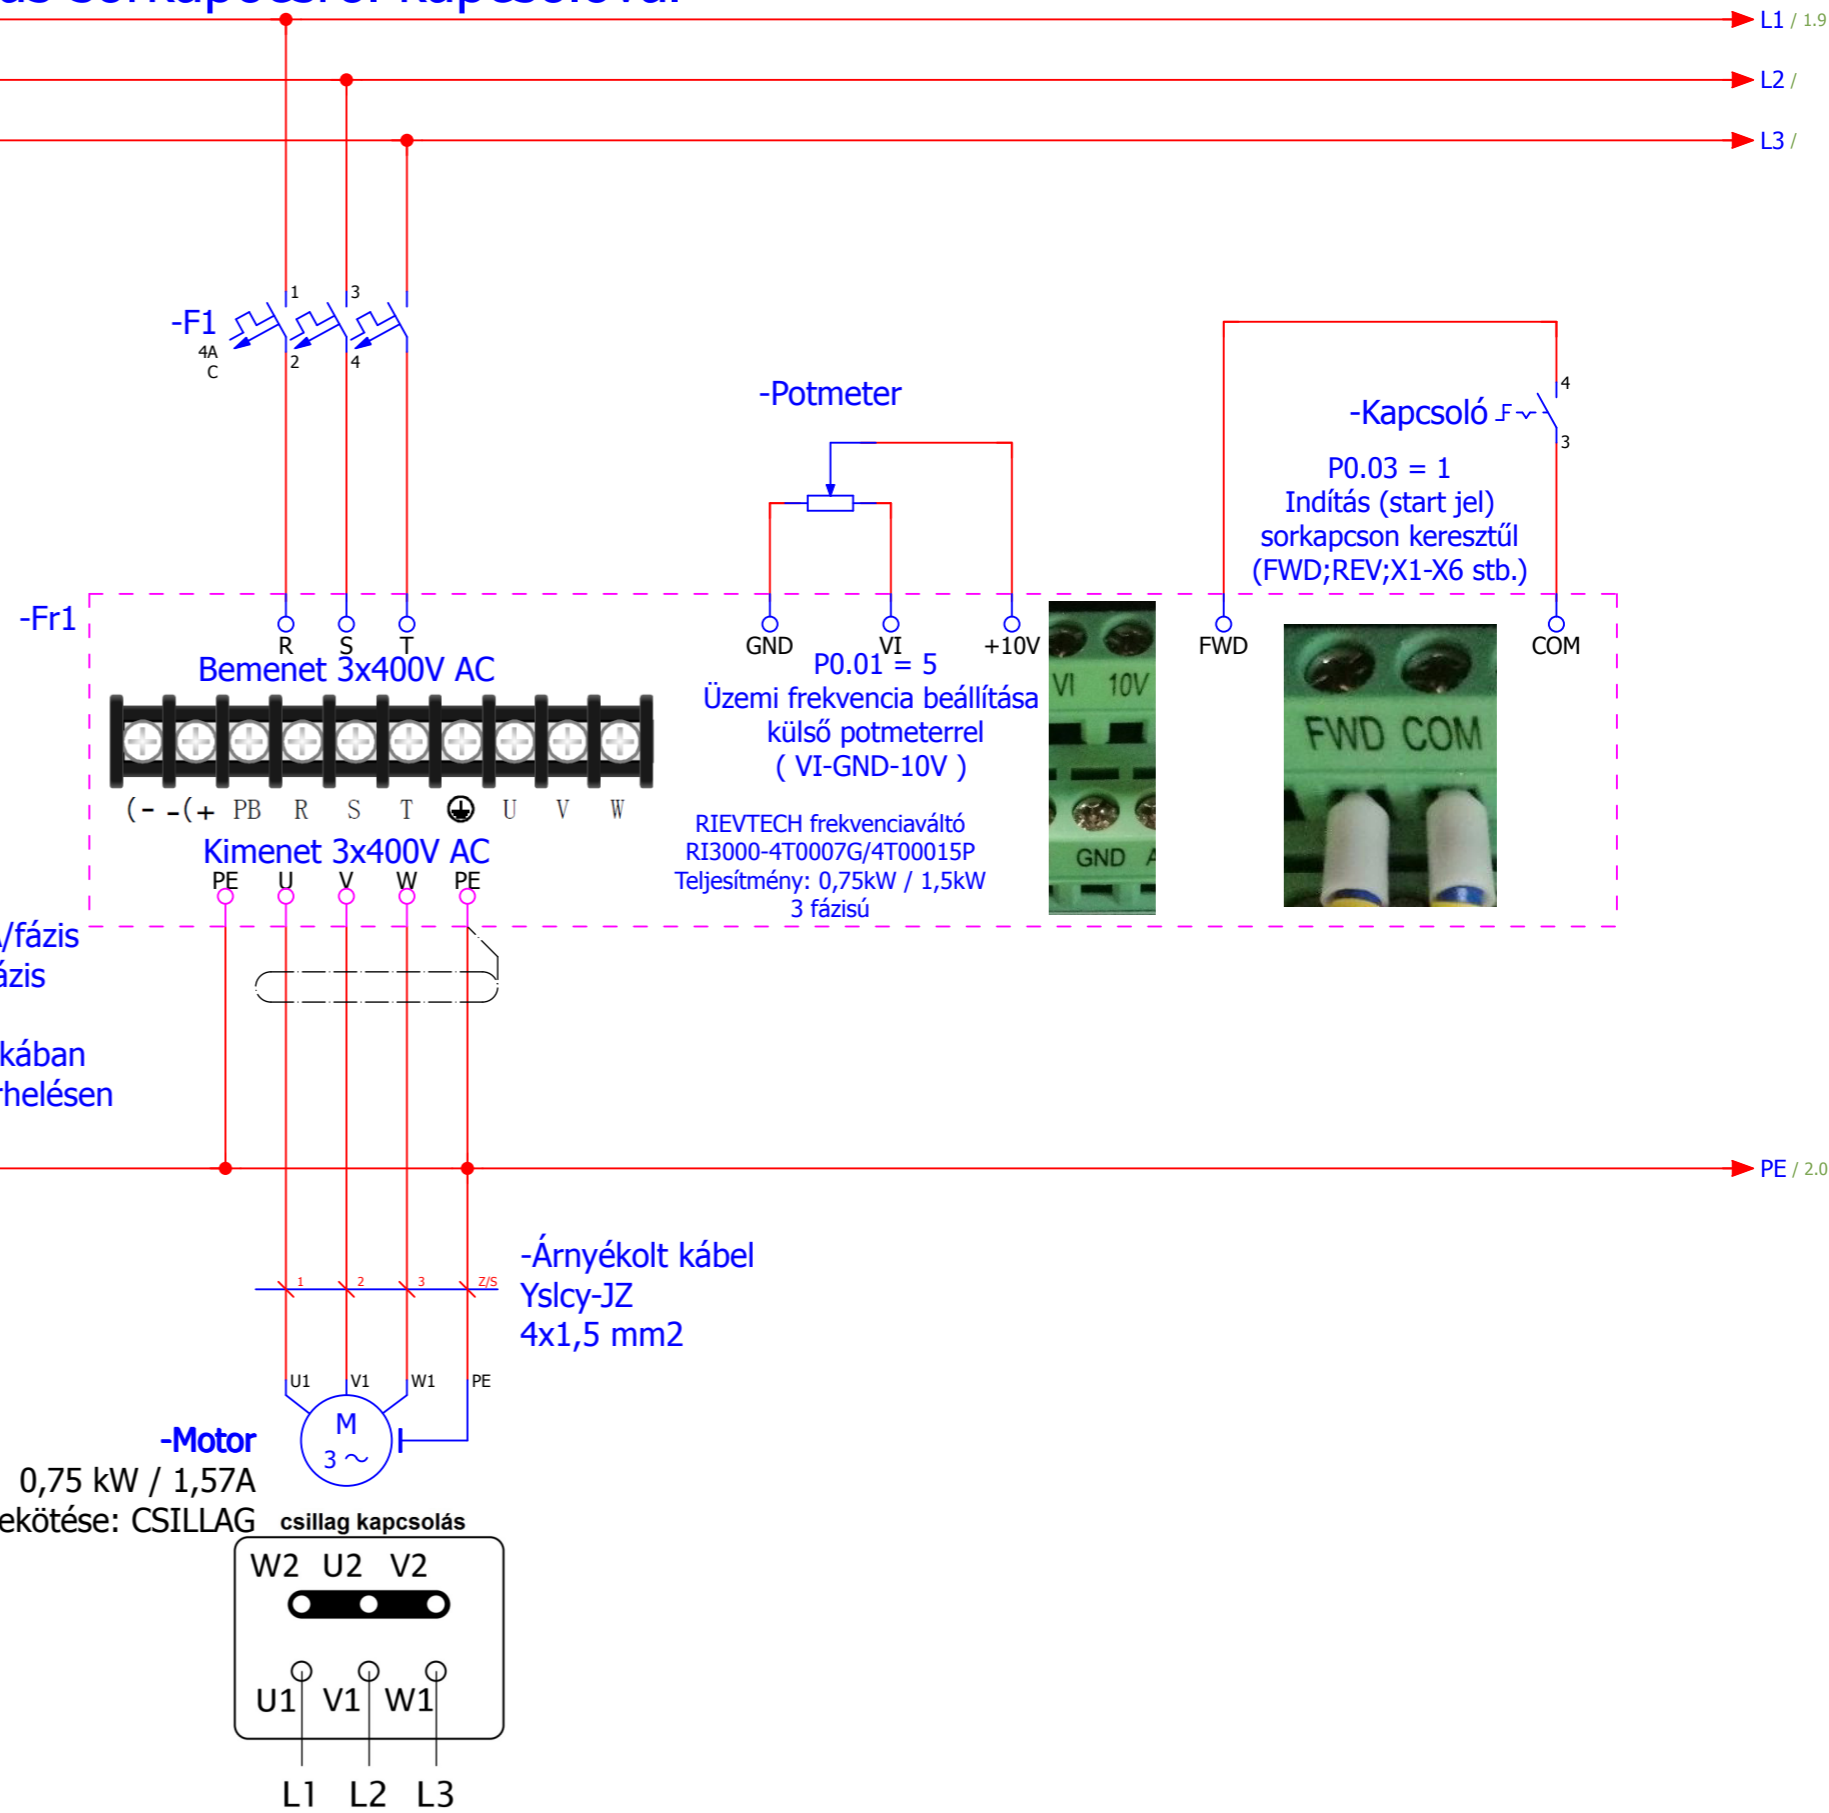 L1 / 1.9
L2 /
L3 /
-F1
4A
C
1
3
2
4
-Potmeter
-Kapcsoló
4
3
P0.03 = 1
Indítás (start jel)
sorkapcson keresztűl
(FWD;REV;X1-X6 stb.)
-Fr1
R S T
GND VI +10V
FWD COM
Bemenet 3x400V AC
P0.01 = 5
Üzemi frekvencia beállítása
külső potmeterrel
( VI-GND-10V )
VI 10V
FWD COM
(- -(+ PB R S T U V W
RIEVTECH frekvenciaváltó
RI3000-4T0007G/4T00015P
Teljesítmény: 0,75kW / 1,5kW
3 fázisú
GND
Kimenet 3x400V AC
PE U V W PE
/fázis
ázis
kában
rhelésen
PE / 2.0
-Árnyékolt kábel
Yslcy-JZ
4x1,5 mm2
1 2 3 Z/S
U1 V1 W1 PE
M
3 ~
-Motor
0,75 kW / 1,57A
ekötése: CSILLAG
csillag kapcsolás
W2 U2 V2
U1 V1 W1
L1 L2 L3